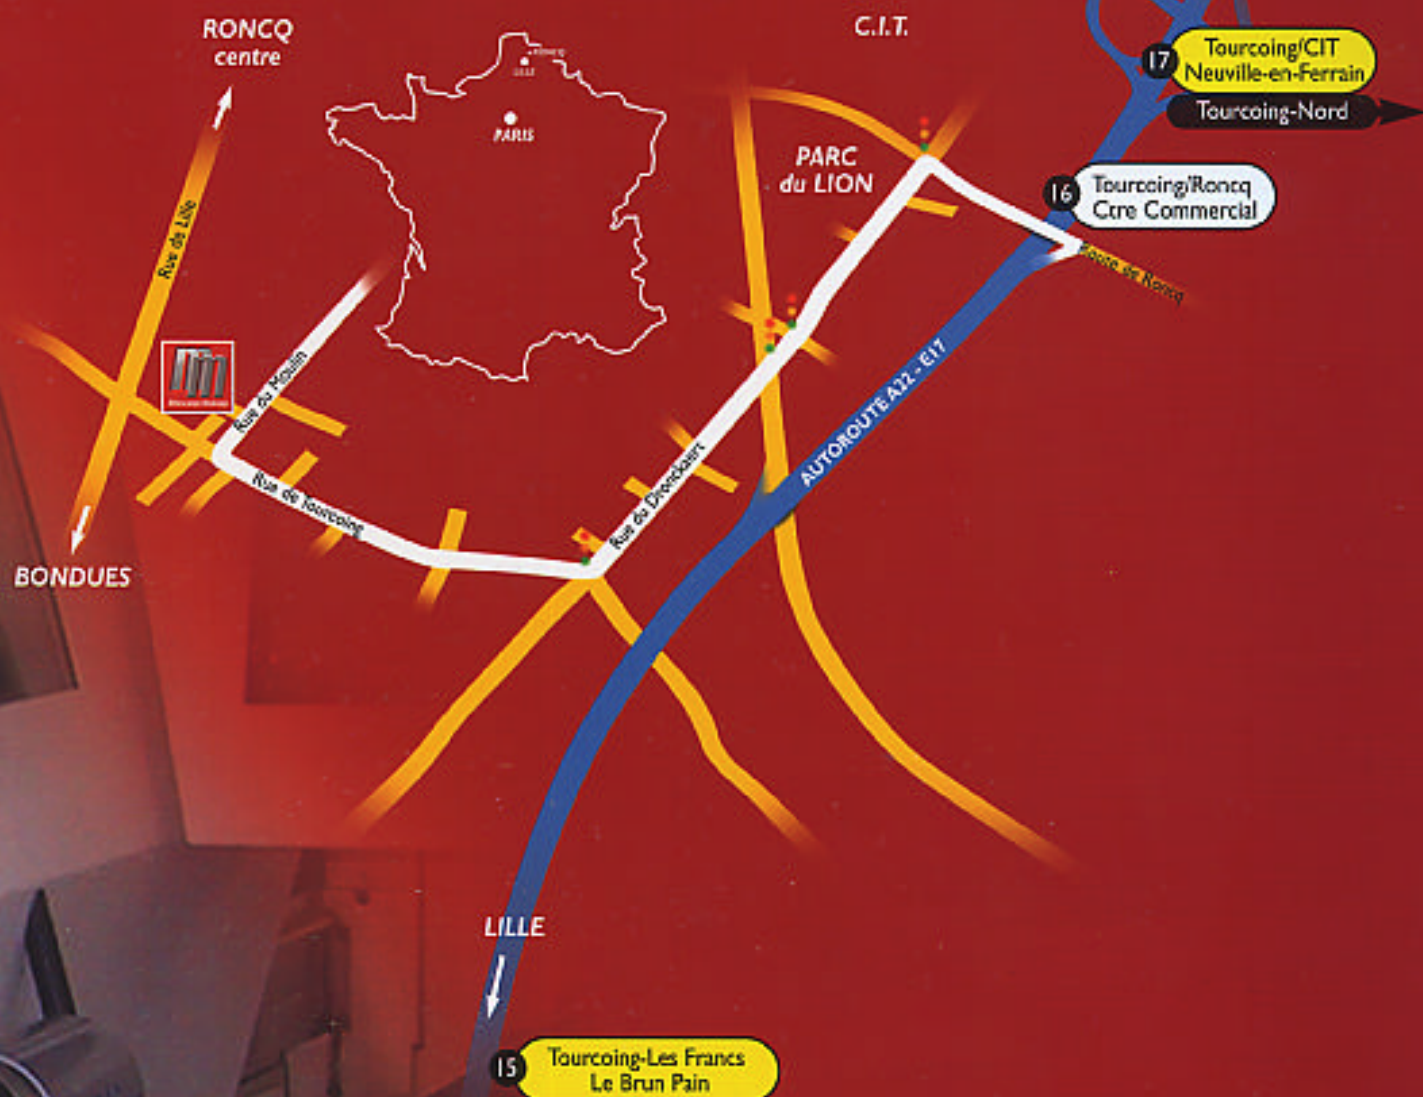 RONCQ
centre
C.I.T.
17
Tourcoing/CIT
Neuville-en-Ferrain
Tourcoing-Nord
RONCQ
LILLE
PARIS
PARC
du LION
16
Tourcoing/Roncq
Ctre Commercial
Route de Roncq
Rue de Lille
Rue du Moulin
AUTOROUTE A22 - E17
Rue du Dronckaert
Rue de Tourcoing
BONDUES
LILLE
15
Tourcoing-Les Francs
Le Brun Pain